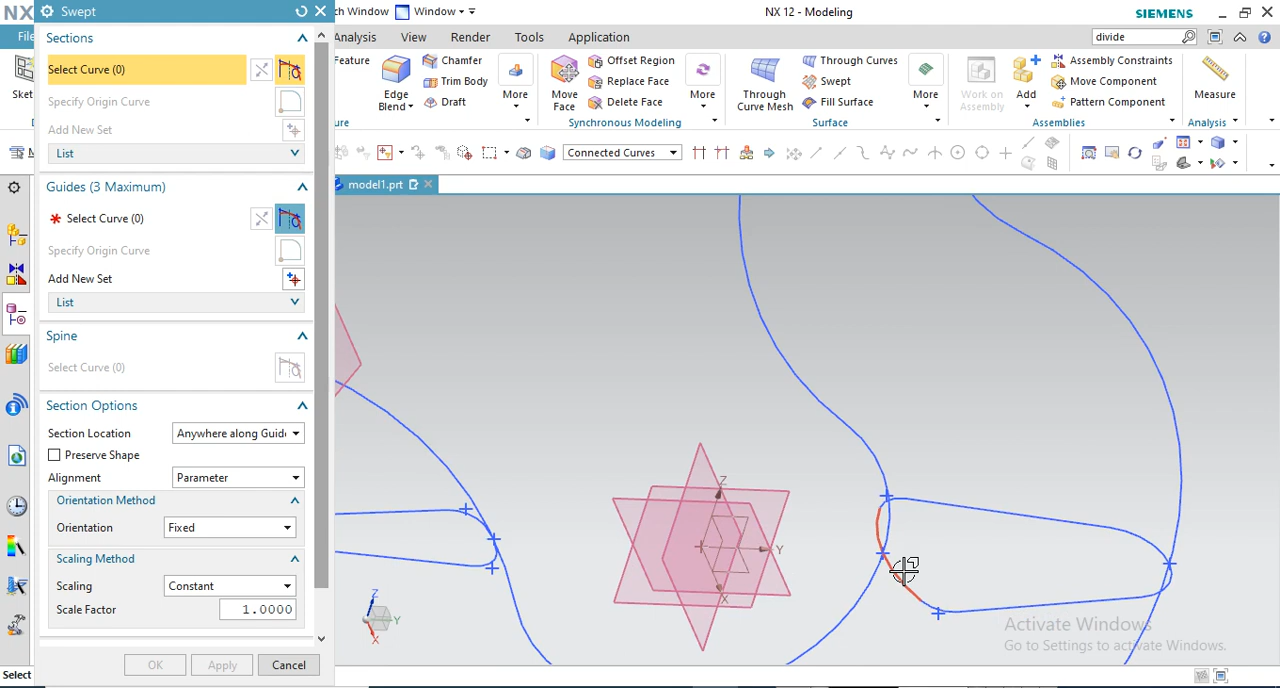 NX
Swept
ch Window
Window
NX 12 - Modeling
SIEMENS
Analysis
View
Render
Tools
Application
divide
Sections
Select Curve (0)
Specify Origin Curve
Add New Set
List
Guides (3 Maximum)
* Select Curve (0)
Specify Origin Curve
Add New Set
List
Spine
Select Curve (0)
Section Options
Section Location
Anywhere along Guid
Preserve Shape
Alignment
Parameter
Orientation Method
Orientation
Fixed
Scaling Method
Scaling
Constant
Scale Factor
1.0000
OK
Apply
Cancel
Select
Feature
Edge
Blend
Chamfer
Trim Body
Draft
More
ure
Move
Face
Offset Region
Replace Face
Delete Face
More
Synchronous Modeling
Through
Curve Mesh
Through Curves
Swept
Fill Surface
More
Surface
Work on
Assembly
Add
Assembly Constraints
Move Component
Pattern Component
Assemblies
Measure
Analysis
Connected Curves
model1.prt
Z
Y
X
Z
Y
X
Activate Windows
Go to Settings to activate Windows.